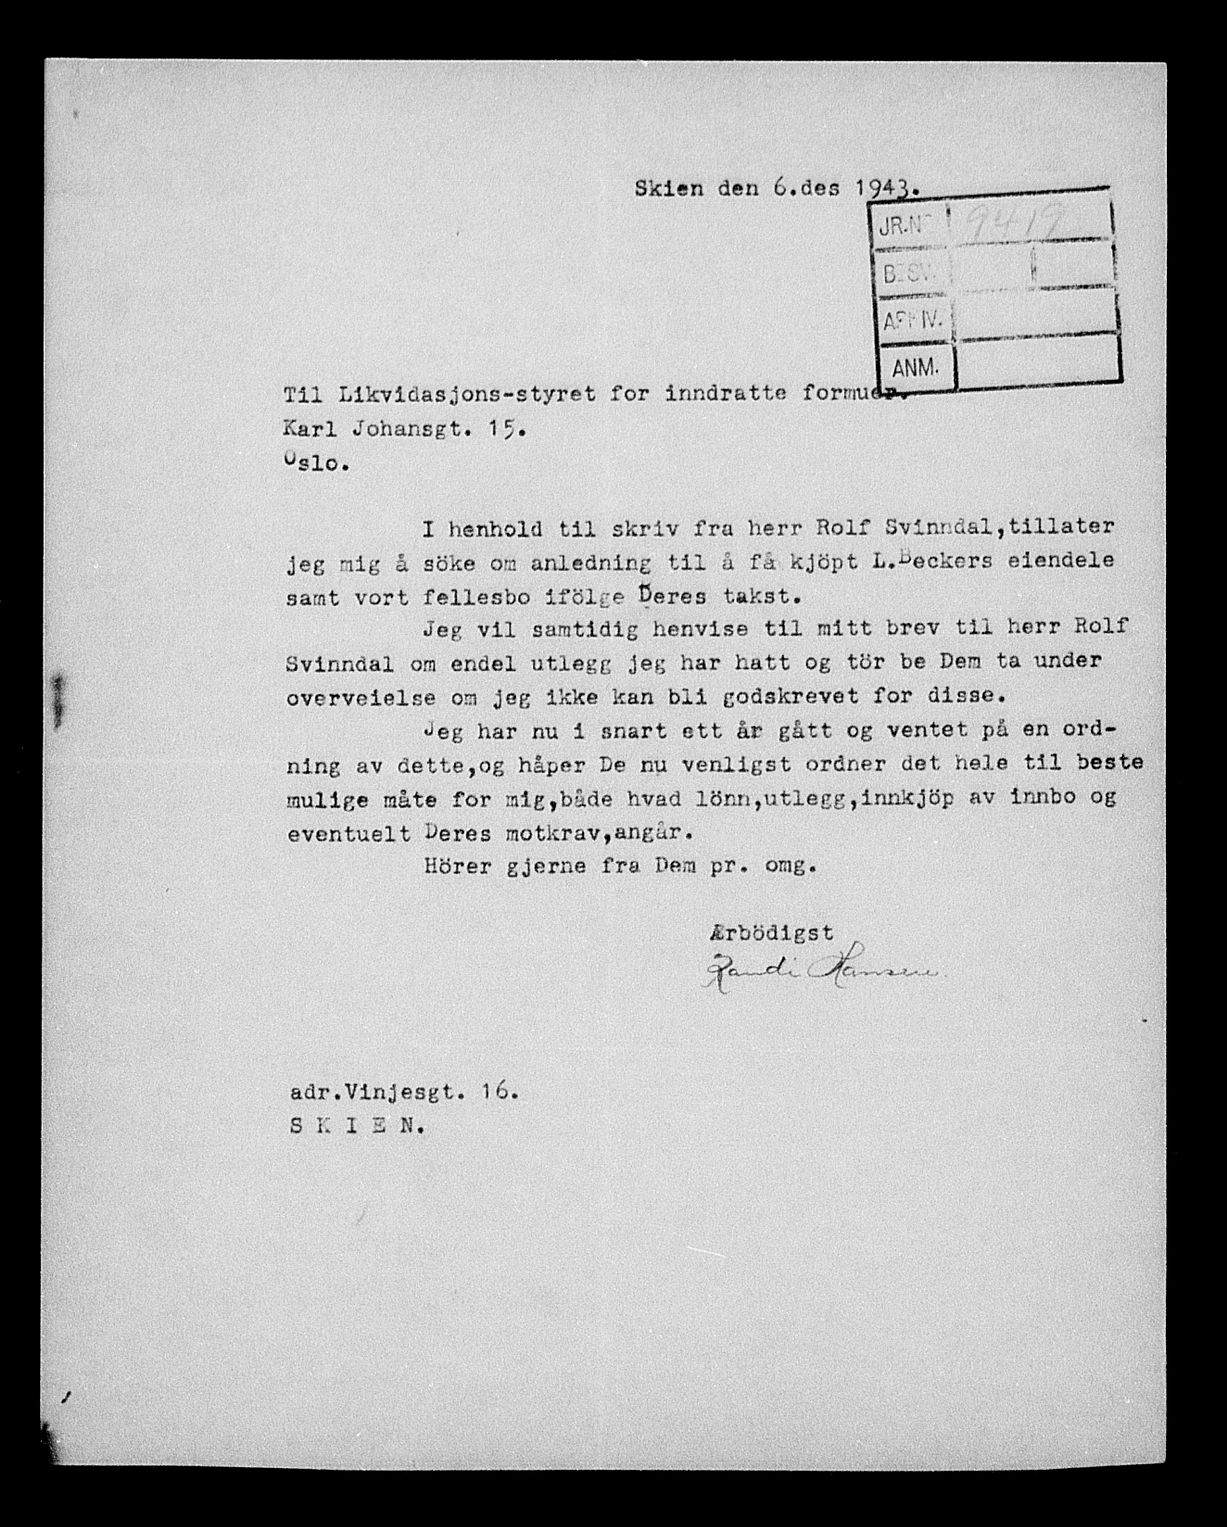 Skien den 6.des 1943.
JR.N 9419
BESV.
ARKIV.
ANM.
Til Likvidasjons-styret for inndratte formuer.
Karl Johansgt. 15.
Oslo.
I henhold til skriv fra herr Rolf Svinndal,tillater
jeg mig å söke om anledning til å få kjöpt L.Beckers eiendele
samt vort fellesbo ifölge Deres takst.
Jeg vil samtidig henvise til mitt brev til herr Rolf
Svinndal om endel utlegg jeg har hatt og tör be Dem ta under
overveielse om jeg ikke kan bli godskrevet for disse.
Jeg har nu i snart ett år gått og ventet på en ord-
ning av dette,og håper De nu venligst ordner det hele til beste
mulige måte for mig,både hvad lönn,utlegg,innkjöp av innbo og
eventuelt Deres motkrav,angår.
Hörer gjerne fra Dem pr. omg.
Ærbödigst
Randi Hansen.
adr.Vinjesgt. 16.
S K I E N.